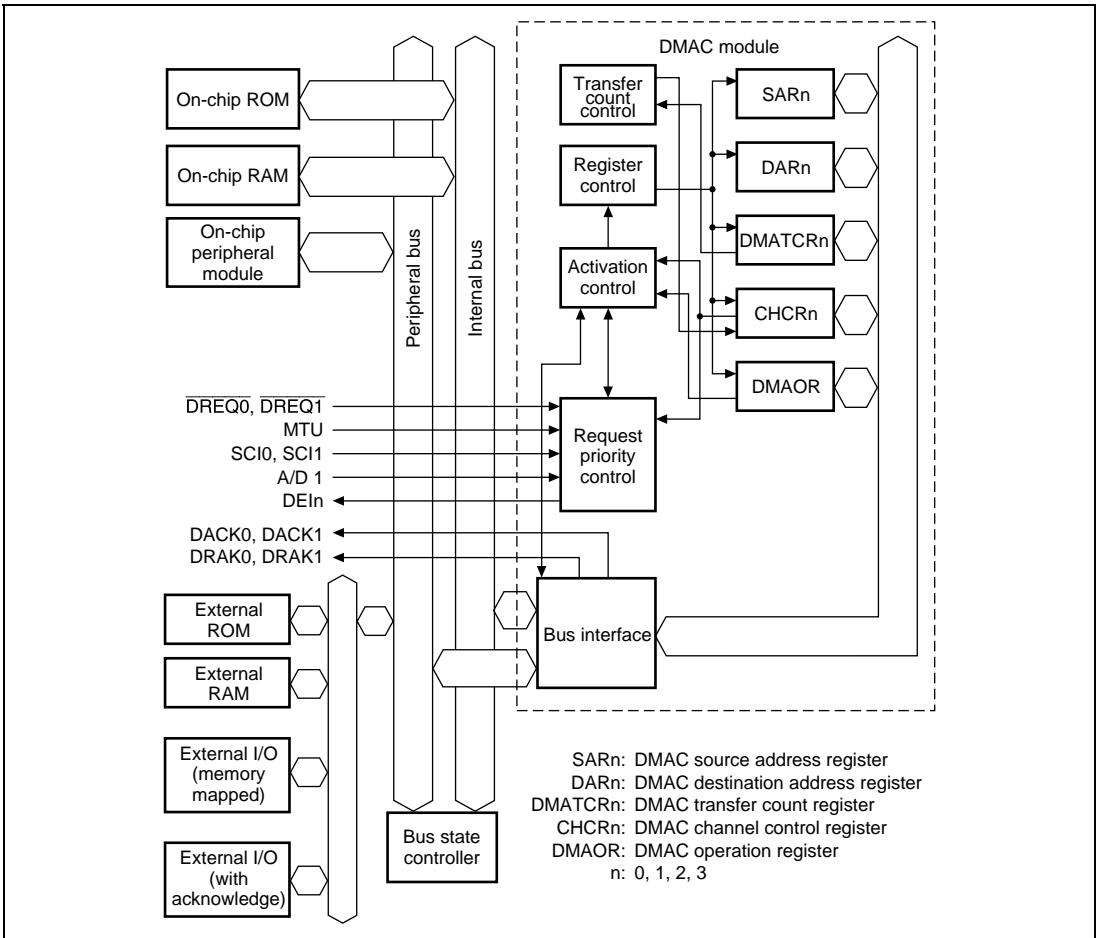 DMAC module
On-chip ROM
On-chip RAM
On-chip
peripheral
module
Peripheral bus
Internal bus
Transfer
count
control
Register
control
Activation
control
Request
priority
control
SARn
DARn
DMATCRn
CHCRn
DMAOR
DREQ0, DREQ1
MTU
SCI0, SCI1
A/D 1
DEIn
DACK0, DACK1
DRAK0, DRAK1
External
ROM
External
RAM
External I/O
(memory
mapped)
External I/O
(with
acknowledge)
Bus interface
Bus state
controller
SARn: DMAC source address register
DARn: DMAC destination address register
DMATCRn: DMAC transfer count register
CHCRn: DMAC channel control register
DMAOR: DMAC operation register
n: 0, 1, 2, 3